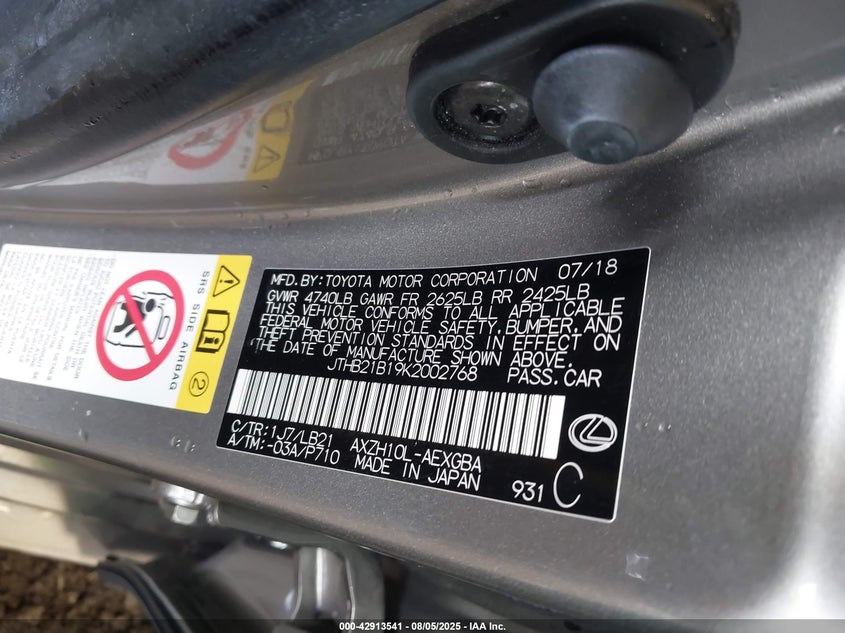 MFD. BY: TOYOTA MOTOR CORPORATION 07/18
GVWR 4740LB GAWR FR 2625LB RR 2425LB
THIS VEHICLE CONFORMS TO ALL APPLICABLE
FEDERAL MOTOR VEHICLE SAFETY, BUMPER, AND
THEFT PREVENTION STANDARDS IN EFFECT ON
THE DATE OF MANUFACTURE SHOWN ABOVE.
JTHB21B19K2002768 PASS.CAR
C/TR:1J7/LB21 AXZH10L-AEXGBA
A/TM:-03A/P710 MADE IN JAPAN
931 C
SRS SIDE AIRBAG
2
000-42913541 - 08/05/2025 - IAA Inc.